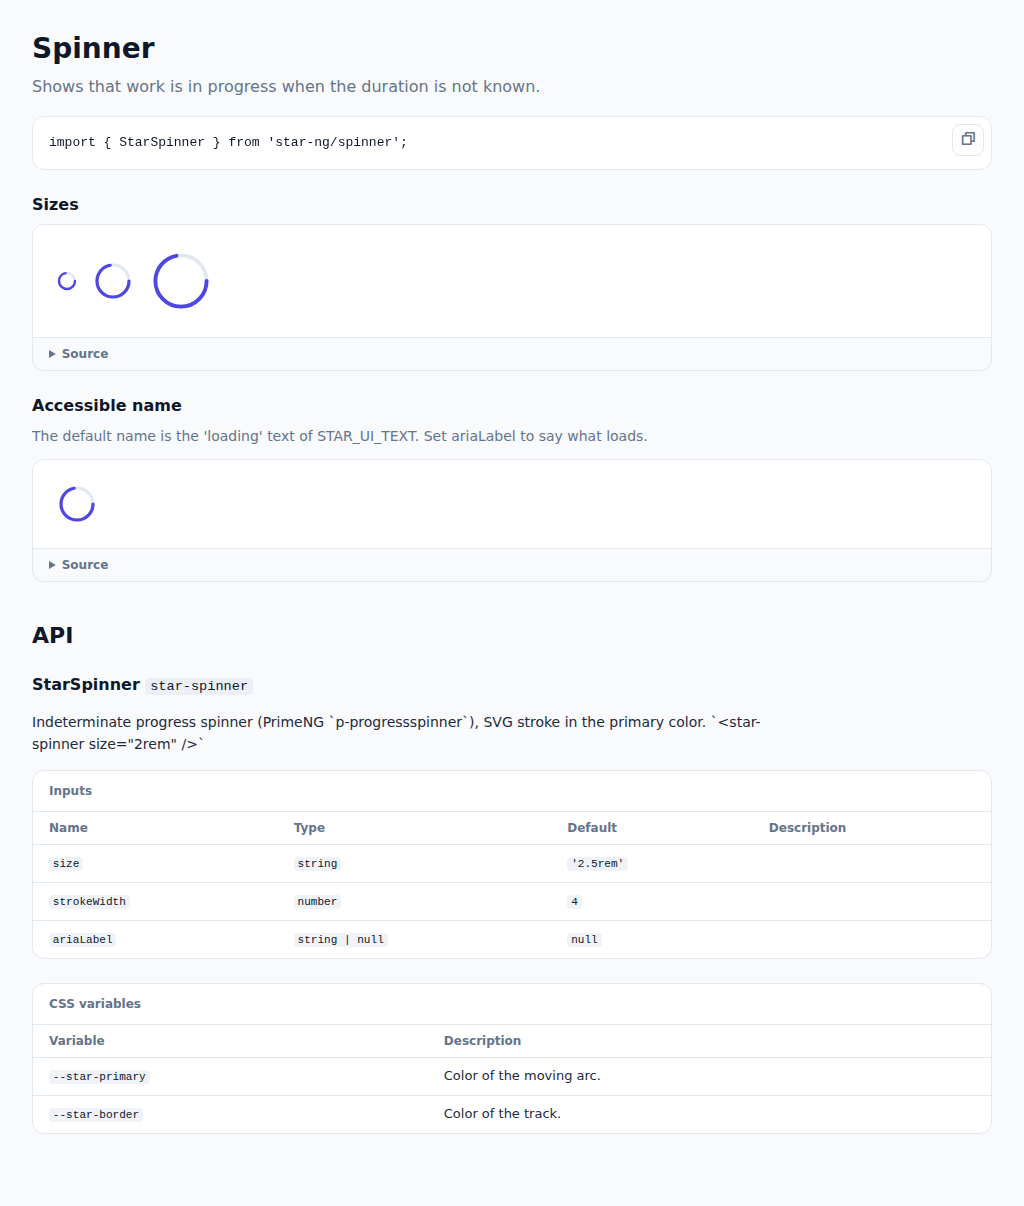 Spinner
Shows that work is in progress when the duration is not known.
import { StarSpinner } from 'star-ng/spinner';
Sizes
Source
Accessible name
The default name is the 'loading' text of STAR_UI_TEXT. Set ariaLabel to say what loads.
Source
API
StarSpinner star-spinner
Indeterminate progress spinner (PrimeNG `p-progressspinner`), SVG stroke in the primary color. `<star-
spinner size="2rem" />`
Inputs
Name Type Default Description
size string '2.5rem'
strokeWidth number 4
ariaLabel string | null null
CSS variables
Variable Description
--star-primary Color of the moving arc.
--star-border Color of the track.